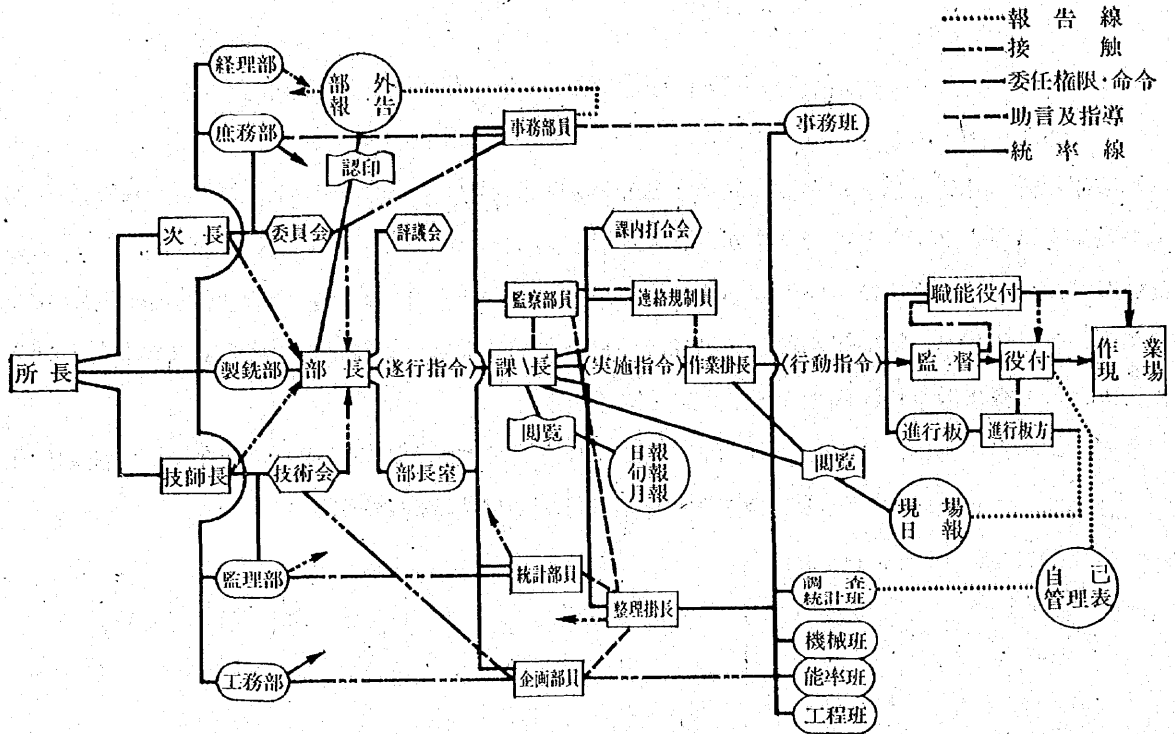 報告線
接触
委任権限・命令
助言及指導
統率線
経理部
部外
報告
庶務部
認印
事務部員
事務班
次長
委員会
評議会
課内打合会
監察部員
連絡規制員
職能役付
所長
製銑部
部長
〈遂行指令〉
課長
〈実施指令〉
作業掛長
〈行動指令〉
監督
役付
作業
現場
閲覧
日報
旬報
月報
閲覧
進行板
進行板方
技師長
技術会
部長室
現場
日報
監理部
統計部員
整理掛長
調査
統計班
自己
管理表
機械班
工務部
企画部員
能率班
工程班